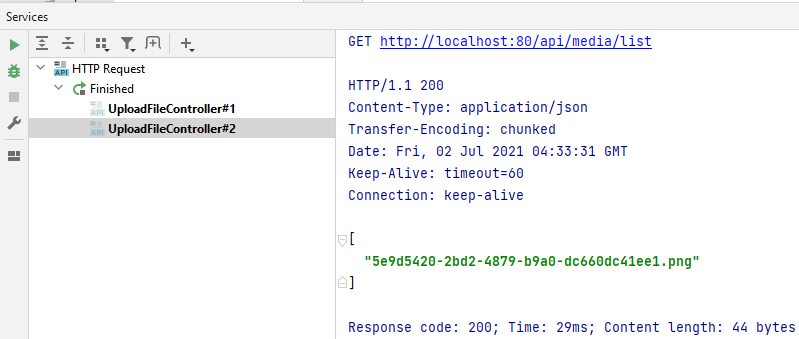 Services
HTTP Request
Finished
UploadFileController#1
UploadFileController#2
GET http://localhost:80/api/media/list
HTTP/1.1 200
Content-Type: application/json
Transfer-Encoding: chunked
Date: Fri, 02 Jul 2021 04:33:31 GMT
Keep-Alive: timeout=60
Connection: keep-alive
[
"5e9d5420-2bd2-4879-b9a0-dc660dc41ee1.png"
]
Response code: 200; Time: 29ms; Content length: 44 bytes